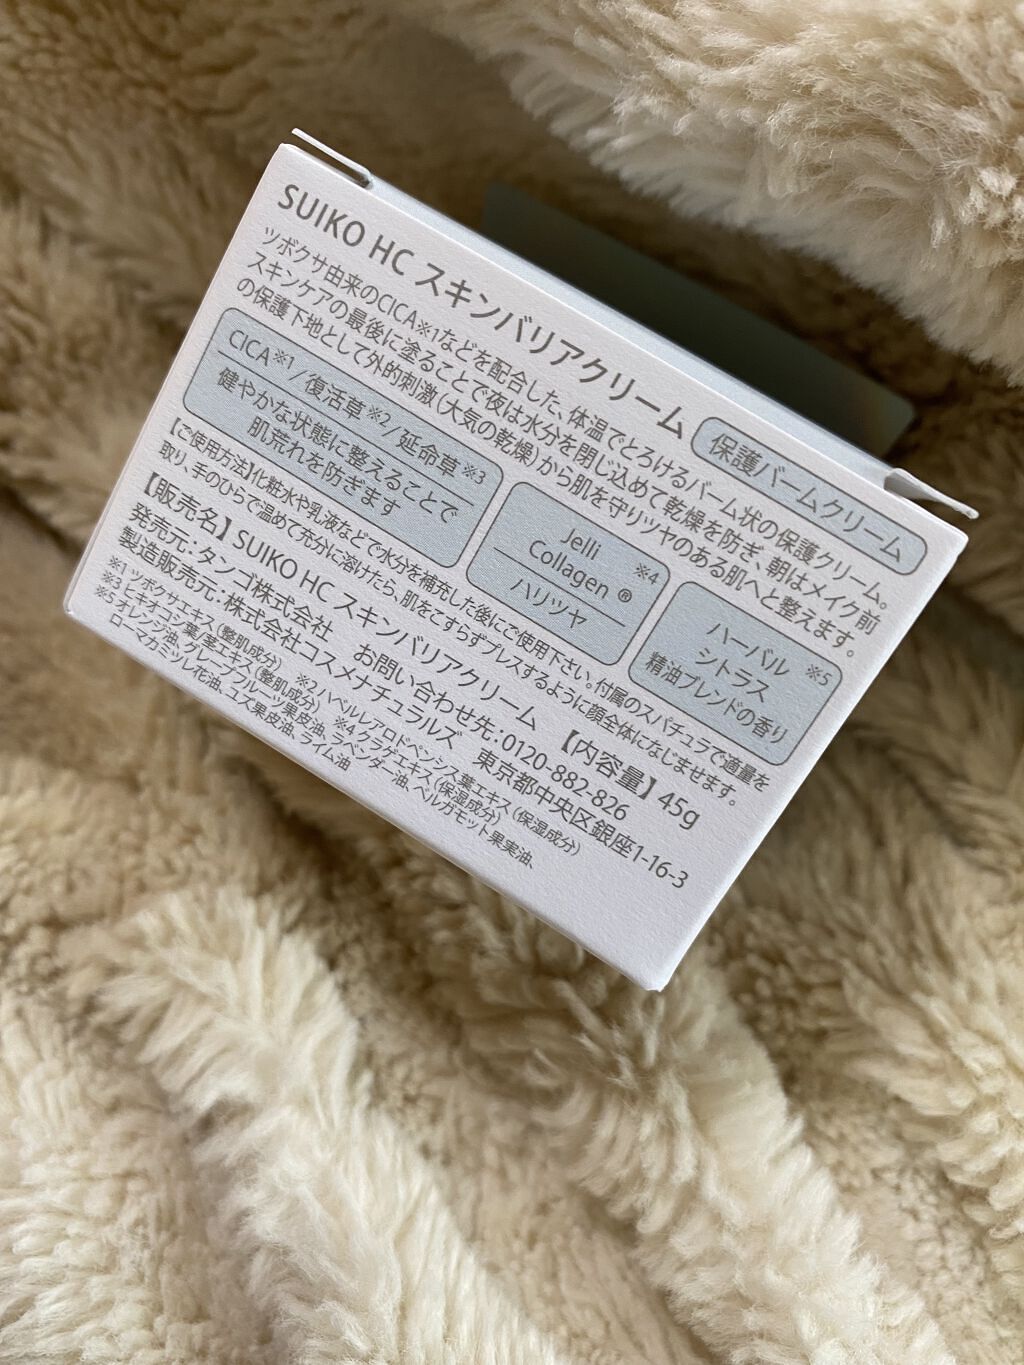 SUIKO HC スキンバリアクリーム 保護バームクリーム
ツボクサ由来のCICA※1などを配合した、体温でとろけるバーム状の保護クリーム。
スキンケアの最後に塗ることで夜は水分を閉じ込めて乾燥を防ぎ、朝はメイク前
の保護下地として外的刺激（大気の乾燥）から肌を守りツヤのある肌へと整えます。
CICA※1/復活草※2/延命草※3
健やかな状態に整えることで
肌荒れを防ぎます
Jelli
Collagen®※4
ハリツヤ
ハーバル
シトラス※5
精油ブレンドの香り
【ご使用方法】化粧水や乳液などで水分を補充した後にご使用下さい。付属のスパチュラで適量を
取り、手のひらで温めて充分に溶けたら、肌をこすらずプレスするように顔全体になじませます。
【販売名】SUIKO HC スキンバリアクリーム 【内容量】45g
発売元：タンゴ株式会社 お問い合わせ先：0120-882-826
製造販売元：株式会社コスメナチュラルズ 東京都中央区銀座1-16-3
※1 ツボクサエキス（整肌成分） ※2 ハベルレアロドペンシス葉エキス（保湿成分）
※3 ヒキオコシ葉/茎エキス（整肌成分） ※4 クラゲエキス（保湿成分）
※5 オレンジ油、グレープフルーツ果皮油、ラベンダー油、ベルガモット果実油、
ローマカミツレ花油、ユズ果皮油、ライム油